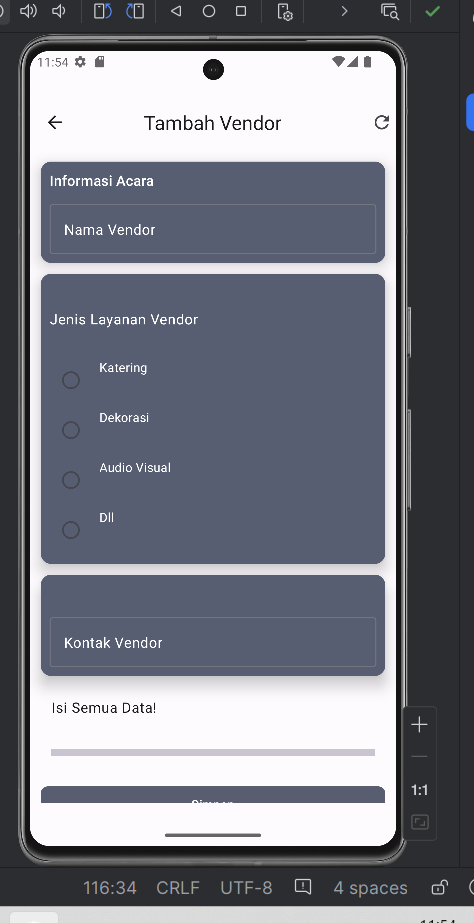 11:54
Tambah Vendor
Informasi Acara
Nama Vendor
Jenis Layanan Vendor
Katering
Dekorasi
Audio Visual
Dll
Kontak Vendor
Isi Semua Data!
1:1
116:34 CRLF UTF-8 4 spaces